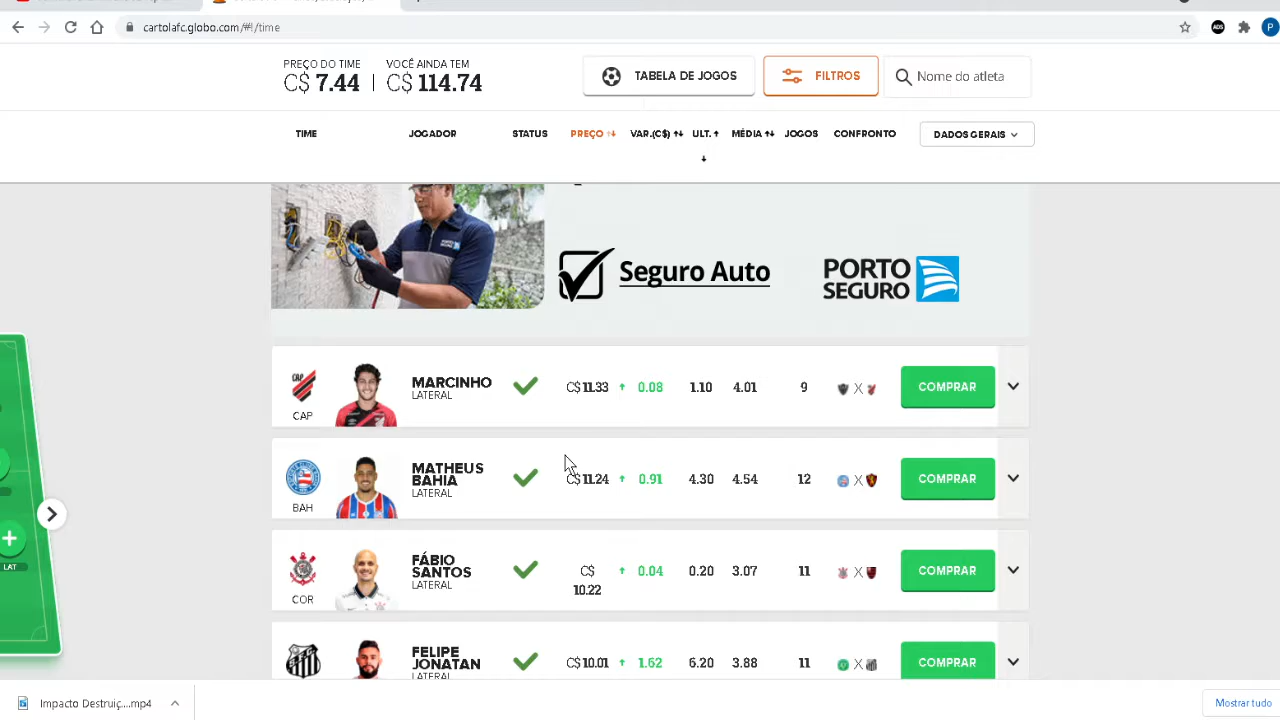 cartolafc.globo.com/#!/time
ADS
P
PREÇO DO TIME
C$ 7.44
VOCÊ AINDA TEM
C$ 114.74
TABELA DE JOGOS
FILTROS
Nome do atleta
TIME JOGADOR STATUS PREÇO ↑↓ VAR.(C$) ↑↓ ULT. ↑↓ MÉDIA ↑↓ JOGOS CONFRONTO DADOS GERAIS
Seguro Auto
PORTO
SEGURO
MARCINHO
LATERAL
CAP
C$ 11.33 ↑ 0.08 1.10 4.01 9 X COMPRAR
MATHEUS
BAHIA
LATERAL
BAH
C$ 11.24 ↑ 0.91 4.30 4.54 12 X COMPRAR
FÁBIO
SANTOS
LATERAL
COR
C$
10.22
↑ 0.04 0.20 3.07 11 X COMPRAR
FELIPE
JONATAN
LATERAL
C$ 10.01 ↑ 1.62 6.20 3.88 11 X COMPRAR
LAT
Impacto Destruiç....mp4
Mostrar tudo